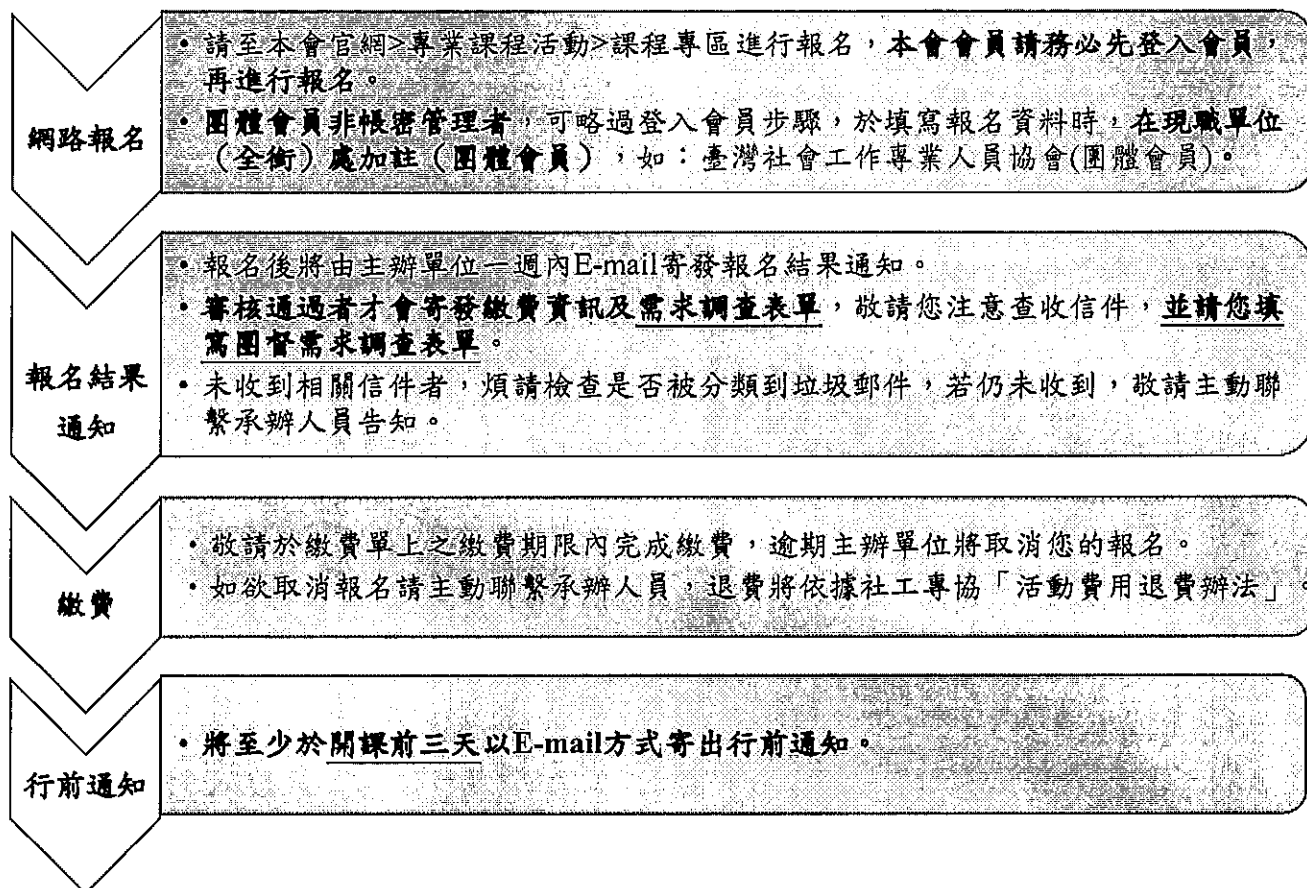 網路報名
• 請至本會官網>專業課程活動>課程專區進行報名，本會會員請務必先登入會員，
再進行報名。
• 團體會員非帳密管理者，可略過登入會員步驟，於填寫報名資料時，在現職單位
（全銜）處加註（團體會員），如：臺灣社會工作專業人員協會(團體會員)。
報名結果
通知
• 報名後將由主辦單位一週內E-mail寄發報名結果通知。
• 審核通過者才會寄發繳費資訊及需求調查表單，敬請您注意查收信件，並請您填
寫團督需求調查表單。
• 未收到相關信件者，煩請檢查是否被分類到垃圾郵件，若仍未收到，敬請主動聯
繫承辦人員告知。
繳費
• 敬請於繳費單上之繳費期限內完成繳費，逾期主辦單位將取消您的報名。
• 如欲取消報名請主動聯繫承辦人員，退費將依據社工專協「活動費用退費辦法」
行前通知
• 將至少於開課前三天以E-mail方式寄出行前通知。